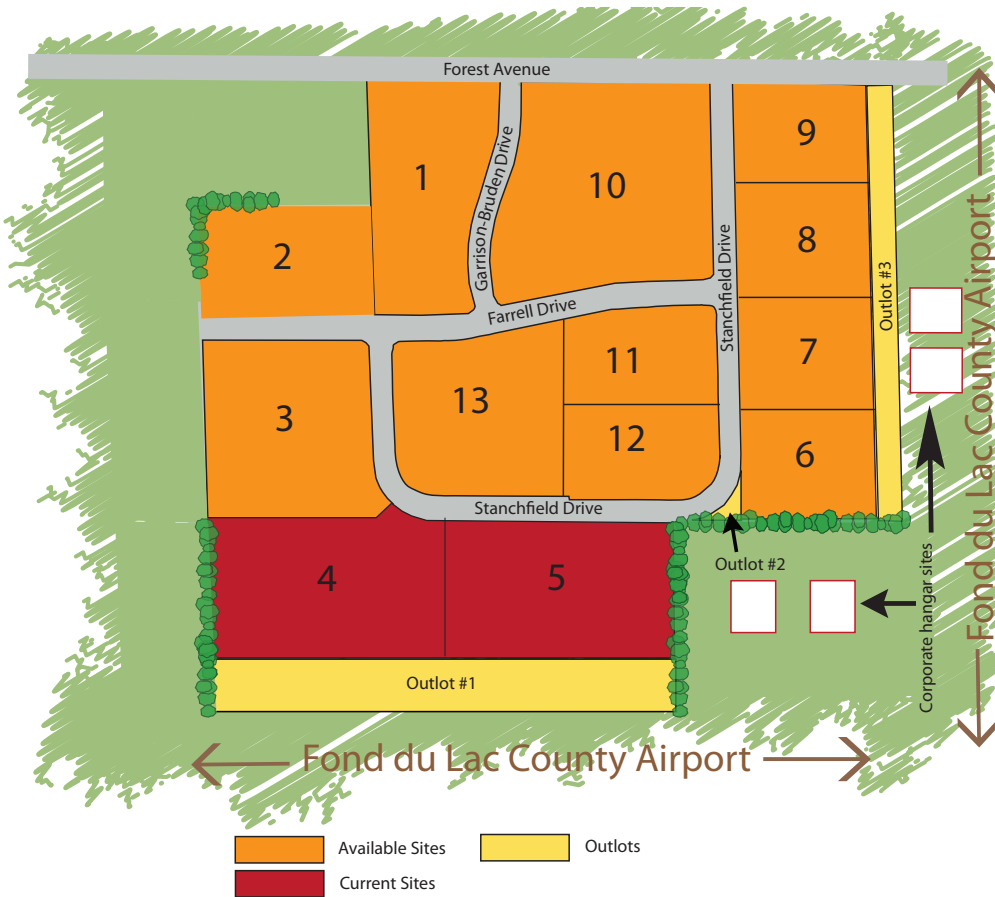 Forest Avenue
1
Garrison-Bruden Drive
10
9
2
8
Stanchfield Drive
Outlot #3
Farrell Drive
7
3
13
11
12
6
Stanchfield Drive
4
5
Outlot #2
Outlot #1
Corporate hangar sites
Fond du Lac County Airport
Fond du Lac County Airport
Available Sites
Outlots
Current Sites